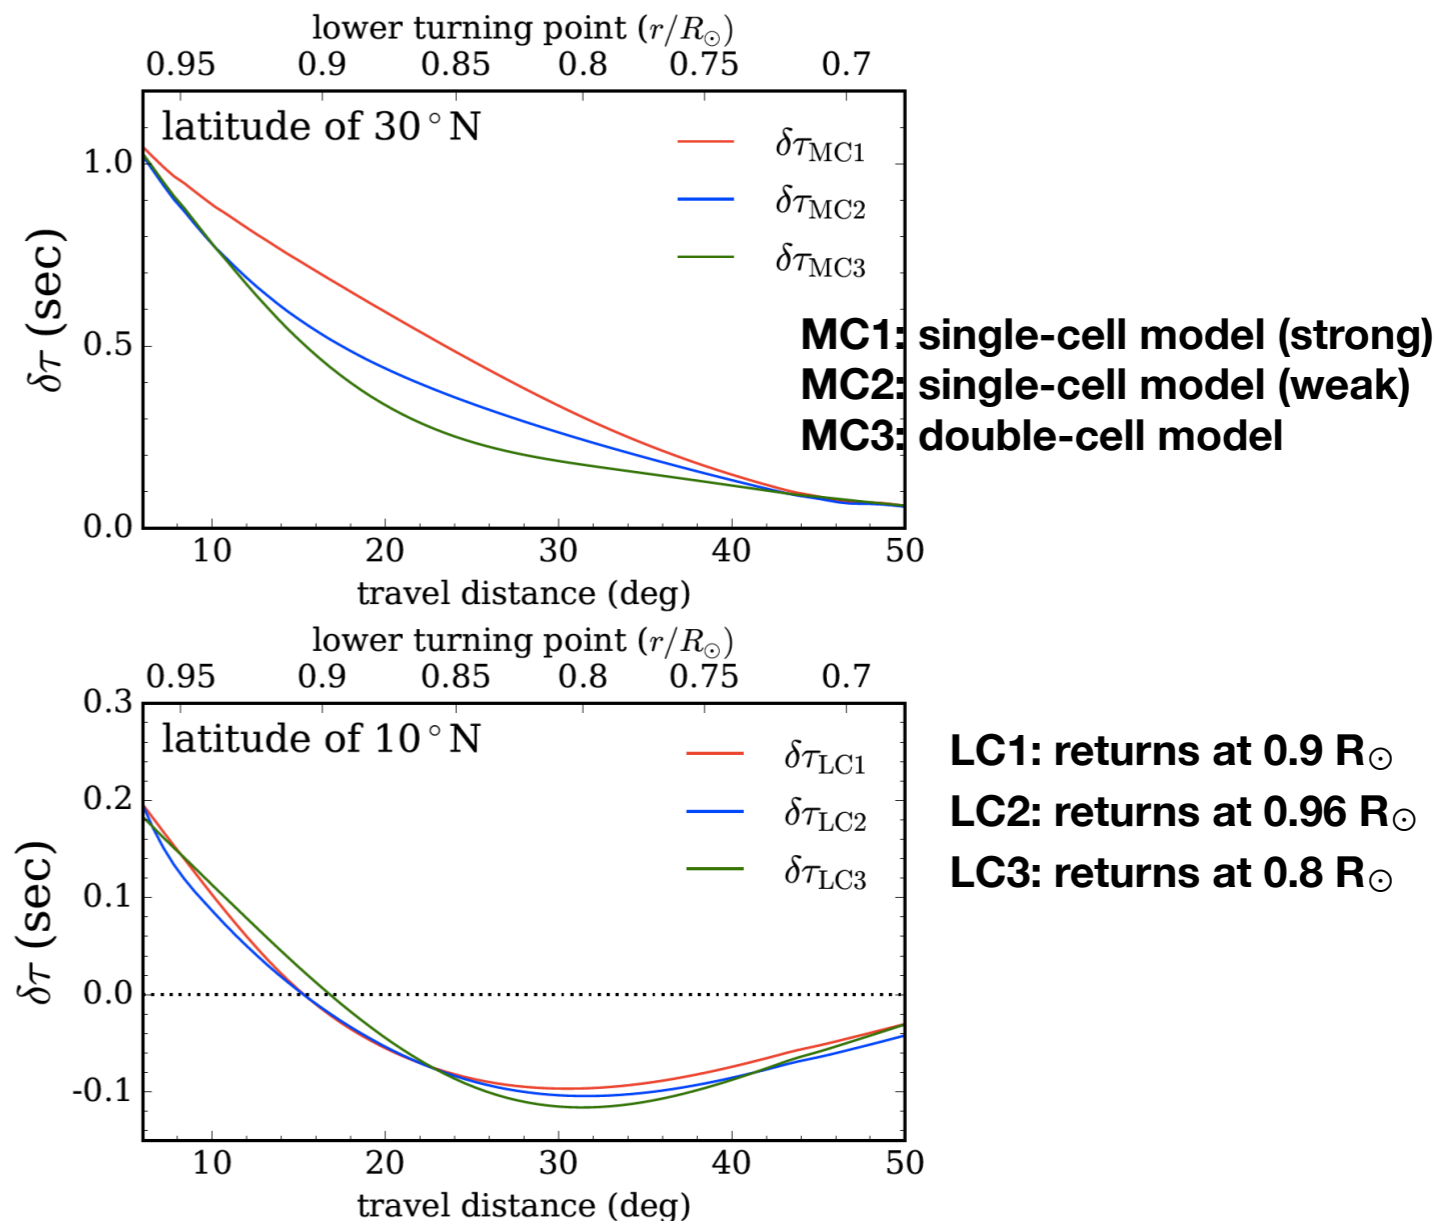 lower turning point (r/R⊙)
0.95 0.9 0.85 0.8 0.75 0.7
latitude of 30°N
δτMC1
δτMC2
δτMC3
1.0
0.5
0.0
δτ (sec)
10 20 30 40 50
travel distance (deg)
MC1: single-cell model (strong)
MC2: single-cell model (weak)
MC3: double-cell model
lower turning point (r/R⊙)
0.95 0.9 0.85 0.8 0.75 0.7
latitude of 10°N
δτLC1
δτLC2
δτLC3
0.3
0.2
0.1
0.0
-0.1
δτ (sec)
10 20 30 40 50
travel distance (deg)
LC1: returns at 0.9 R⊙
LC2: returns at 0.96 R⊙
LC3: returns at 0.8 R⊙